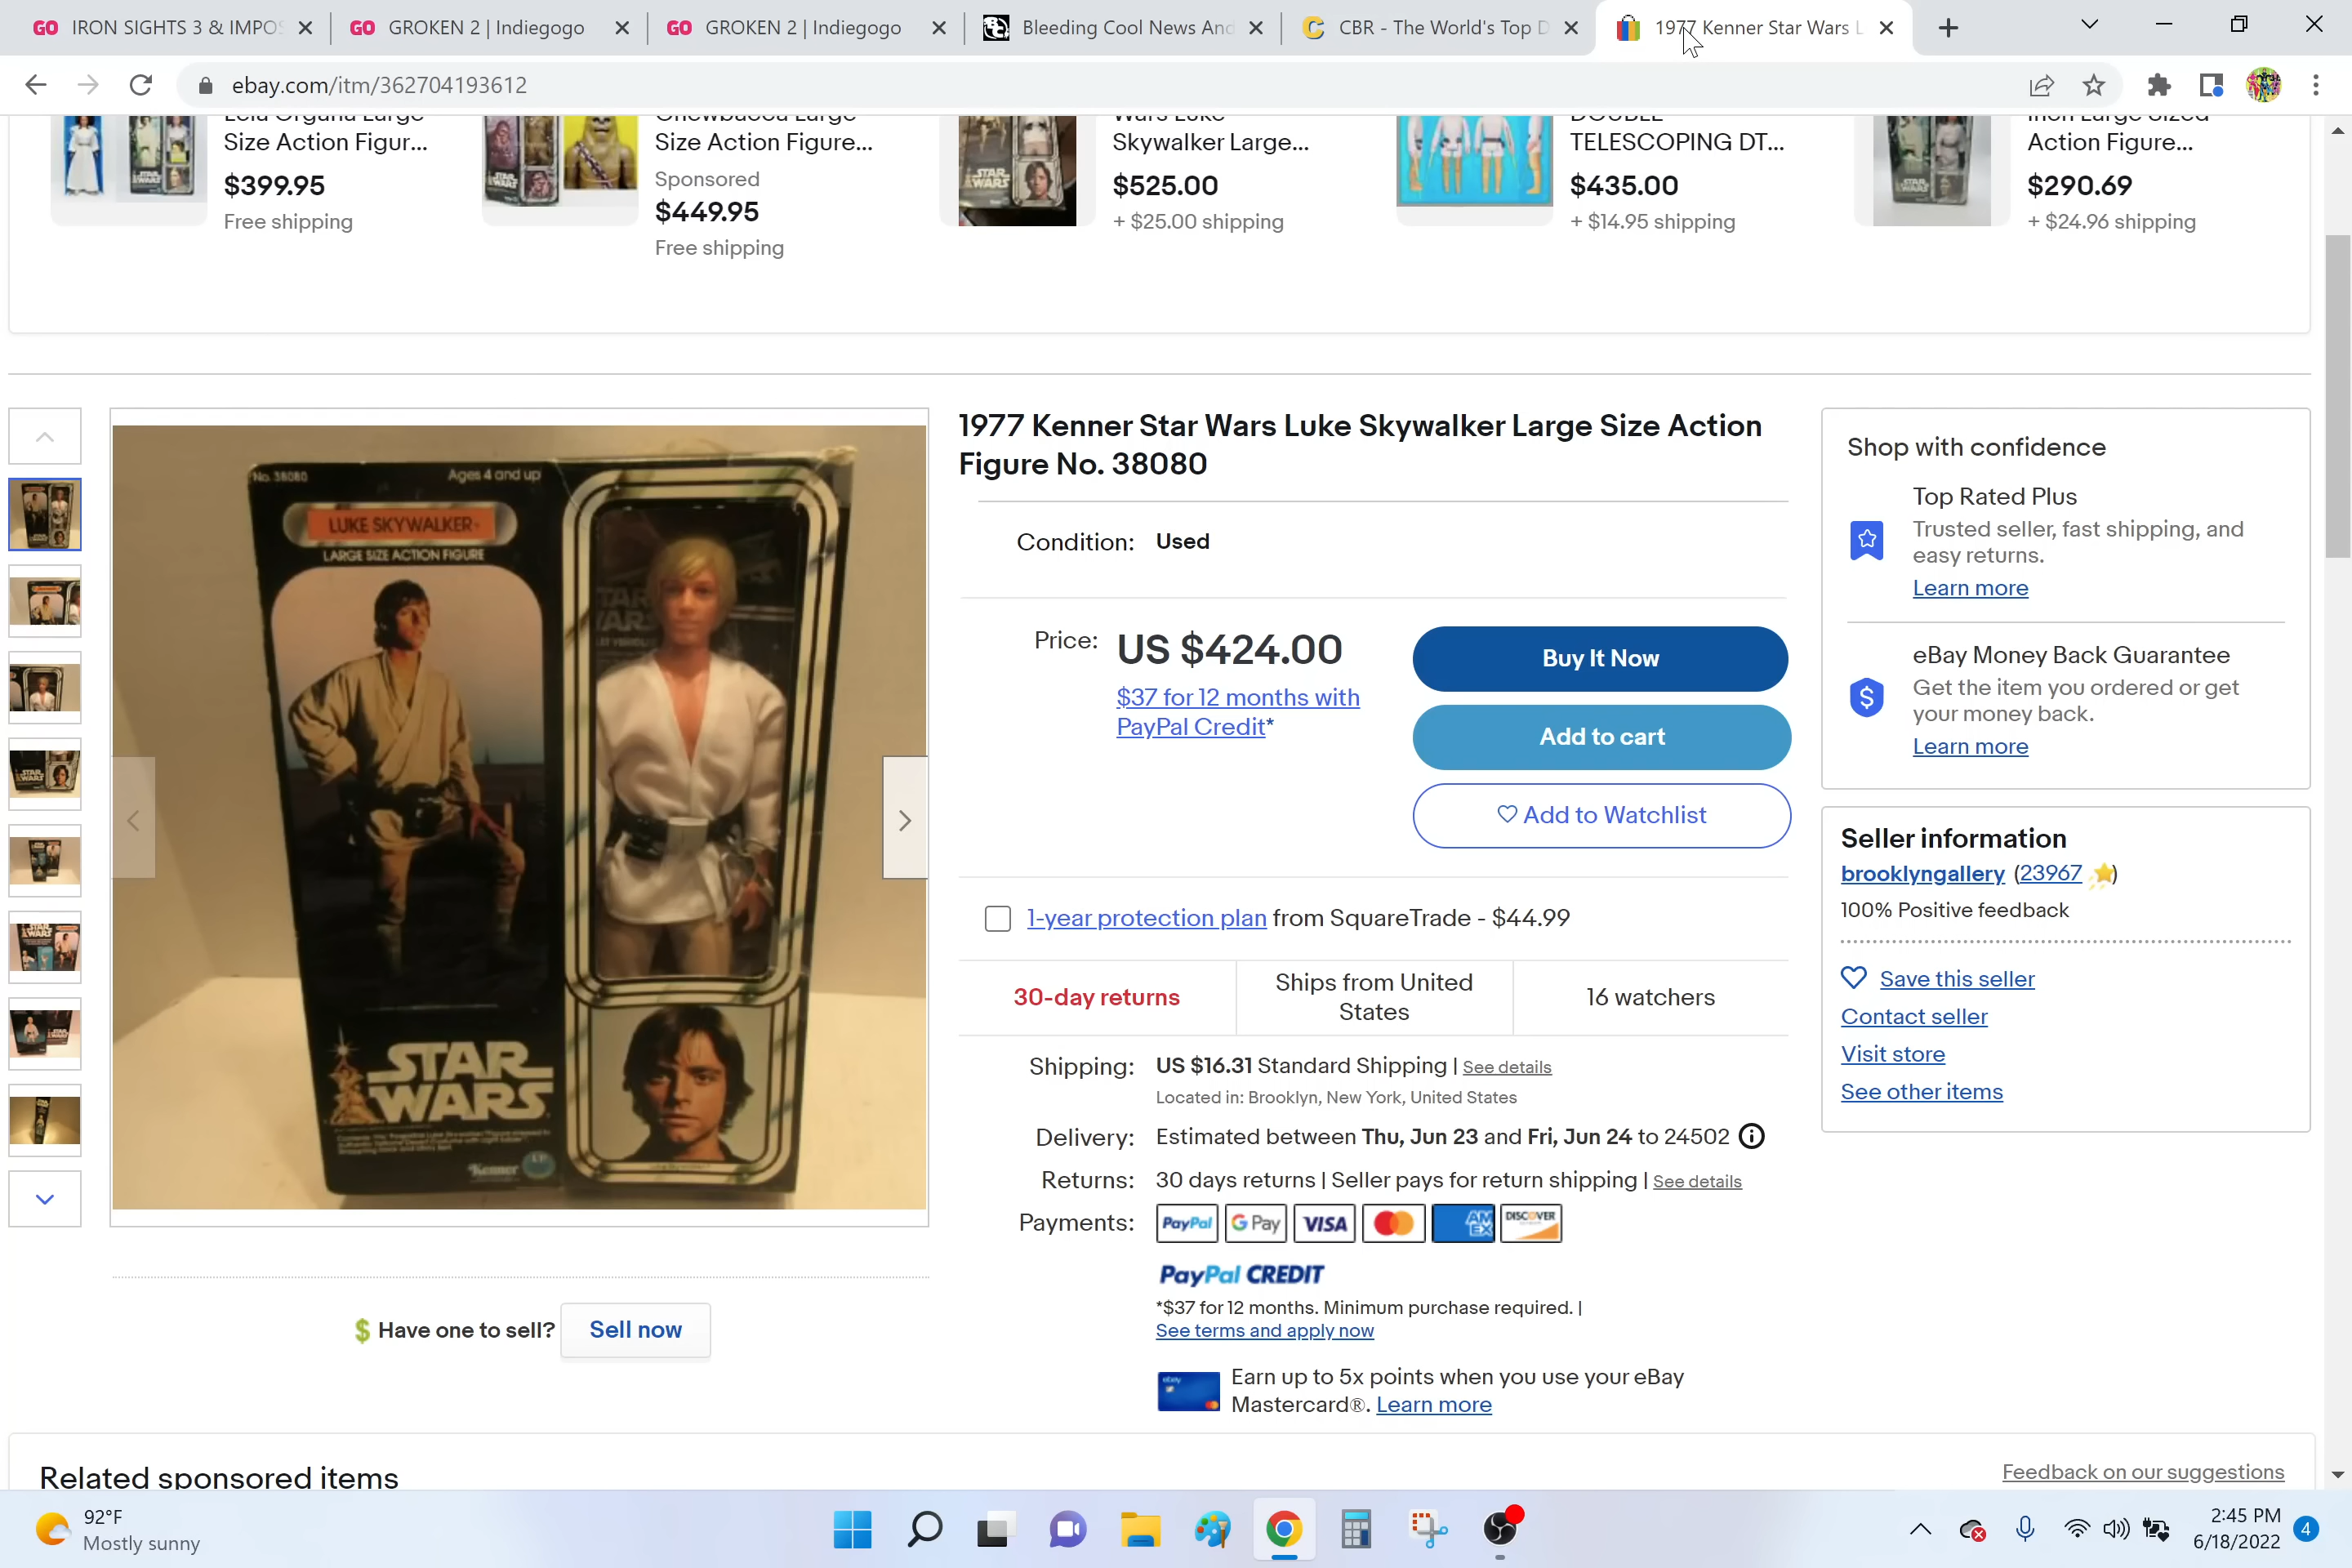 GO IRON SIGHTS 3 & IMPOS
GO GROKEN 2 | Indiegogo
GO GROKEN 2 | Indiegogo
Bleeding Cool News And
CBR - The World's Top D
1977 Kenner Star Wars L
ebay.com/itm/362704193612
Leia Organa Large
Size Action Figur...
$399.95
Free shipping
Chewbacca Large
Size Action Figure...
Sponsored
$449.95
Free shipping
Wars Luke
Skywalker Large...
$525.00
+ $25.00 shipping
DOUBLE
TELESCOPING DT...
$435.00
+ $14.95 shipping
Action Figure...
$290.69
+ $24.96 shipping
No. 38080
Ages 4 and up
LUKE SKYWALKER
LARGE SIZE ACTION FIGURE
STAR
WARS
Kenner
1977 Kenner Star Wars Luke Skywalker Large Size Action
Figure No. 38080
Condition: Used
Price: US $424.00
$37 for 12 months with
PayPal Credit*
Buy It Now
Add to cart
Add to Watchlist
1-year protection plan from SquareTrade - $44.99
30-day returns
Ships from United
States
16 watchers
Shipping: US $16.31 Standard Shipping | See details
Located in: Brooklyn, New York, United States
Delivery: Estimated between Thu, Jun 23 and Fri, Jun 24 to 24502
Returns: 30 days returns | Seller pays for return shipping | See details
Payments: PayPal G Pay VISA AMEX DISCOVER
PayPal CREDIT
*$37 for 12 months. Minimum purchase required. |
See terms and apply now
Earn up to 5x points when you use your eBay
Mastercard®. Learn more
Shop with confidence
Top Rated Plus
Trusted seller, fast shipping, and
easy returns.
Learn more
eBay Money Back Guarantee
Get the item you ordered or get
your money back.
Learn more
Seller information
brooklyngallery (23967)
100% Positive feedback
Save this seller
Contact seller
Visit store
See other items
Have one to sell? Sell now
Related sponsored items
Feedback on our suggestions
92°F
Mostly sunny
2:45 PM
6/18/2022
4